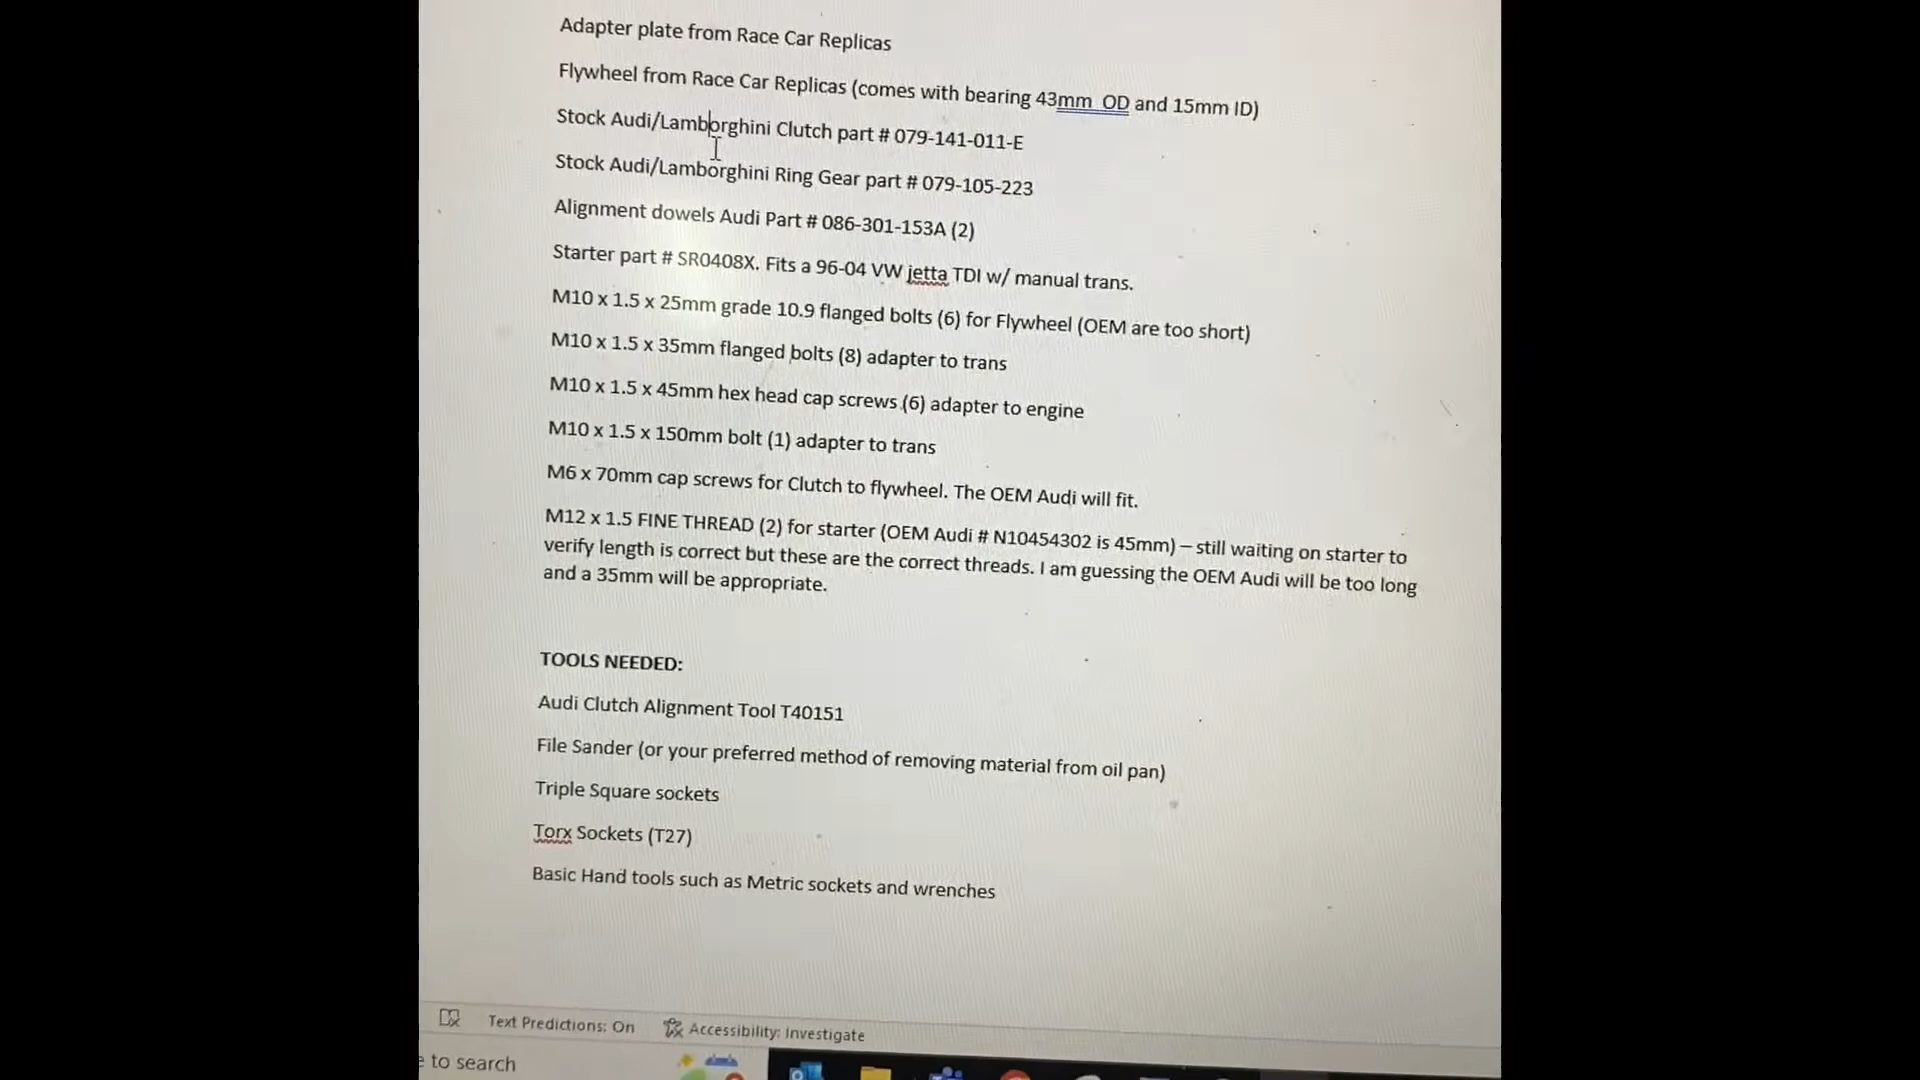 Adapter plate from Race Car Replicas
Flywheel from Race Car Replicas (comes with bearing 43mm  OD and 15mm ID)
Stock Audi/Lamborghini Clutch part # 079-141-011-E
Stock Audi/Lamborghini Ring Gear part # 079-105-223
Alignment dowels Audi Part # 086-301-153A (2)
Starter part # SR0408X. Fits a 96-04 VW jetta TDI w/ manual trans.
M10 x 1.5 x 25mm grade 10.9 flanged bolts (6) for Flywheel (OEM are too short)
M10 x 1.5 x 35mm flanged bolts (8) adapter to trans
M10 x 1.5 x 45mm hex head cap screws (6) adapter to engine
M10 x 1.5 x 150mm bolt (1) adapter to trans
M6 x 70mm cap screws for Clutch to flywheel. The OEM Audi will fit.
M12 x 1.5 FINE THREAD (2) for starter (OEM Audi # N10454302 is 45mm) – still waiting on starter to
verify length is correct but these are the correct threads. I am guessing the OEM Audi will be too long
and a 35mm will be appropriate.
TOOLS NEEDED:
Audi Clutch Alignment Tool T40151
File Sander (or your preferred method of removing material from oil pan)
Triple Square sockets
Torx Sockets (T27)
Basic Hand tools such as Metric sockets and wrenches
Text Predictions: On
Accessibility: Investigate
e to search